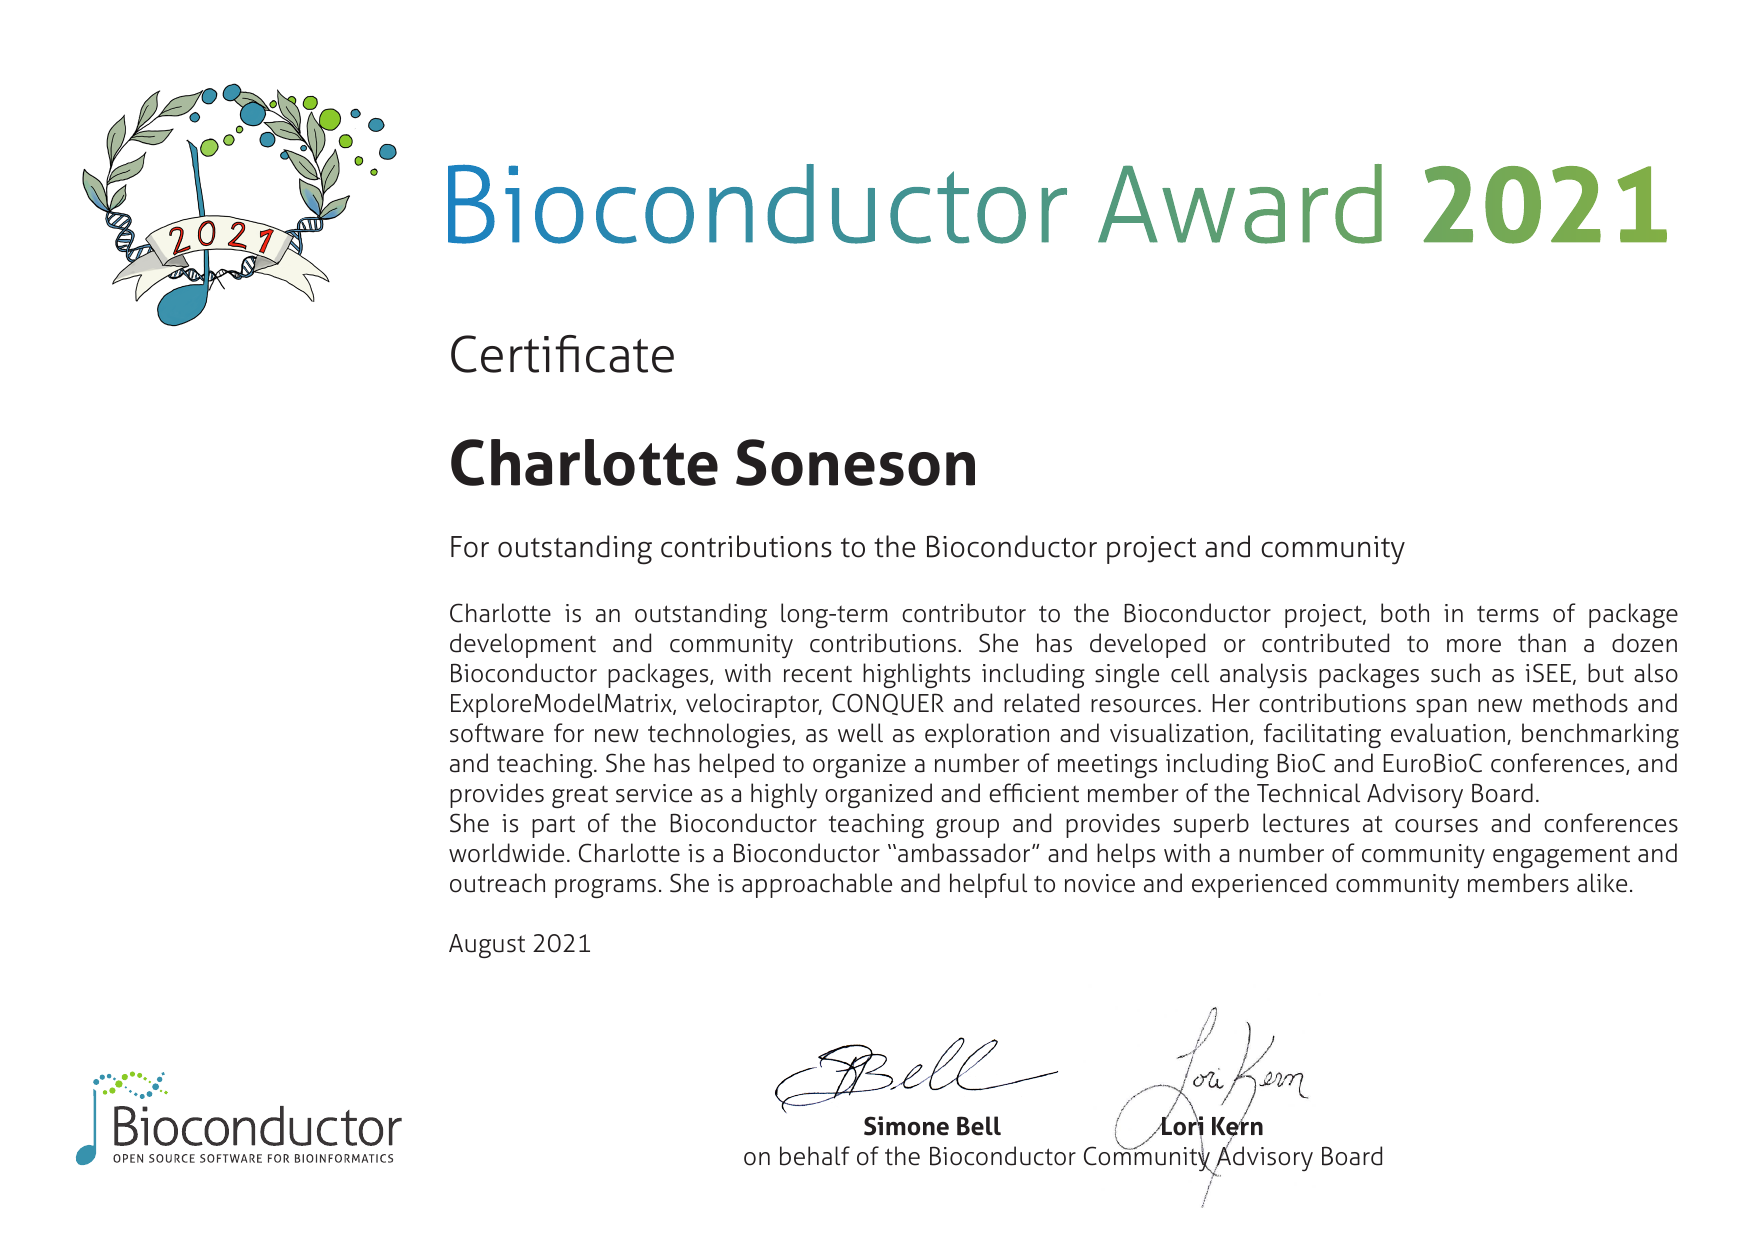 2021
Bioconductor Award 2021
Certificate
Charlotte Soneson
For outstanding contributions to the Bioconductor project and community
Charlotte is an outstanding long-term contributor to the Bioconductor project, both in terms of package
development and community contributions. She has developed or contributed to more than a dozen
Bioconductor packages, with recent highlights including single cell analysis packages such as iSEE, but also
ExploreModelMatrix, velociraptor, CONQUER and related resources. Her contributions span new methods and
software for new technologies, as well as exploration and visualization, facilitating evaluation, benchmarking
and teaching. She has helped to organize a number of meetings including BioC and EuroBioC conferences, and
provides great service as a highly organized and efficient member of the Technical Advisory Board.
She is part of the Bioconductor teaching group and provides superb lectures at courses and conferences
worldwide. Charlotte is a Bioconductor ‘‘ambassador” and helps with a number of community engagement and
outreach programs. She is approachable and helpful to novice and experienced community members alike.
August 2021
SBell Lori Kern
Simone Bell Lori Kern
on behalf of the Bioconductor Community Advisory Board
Bioconductor
OPEN SOURCE SOFTWARE FOR BIOINFORMATICS